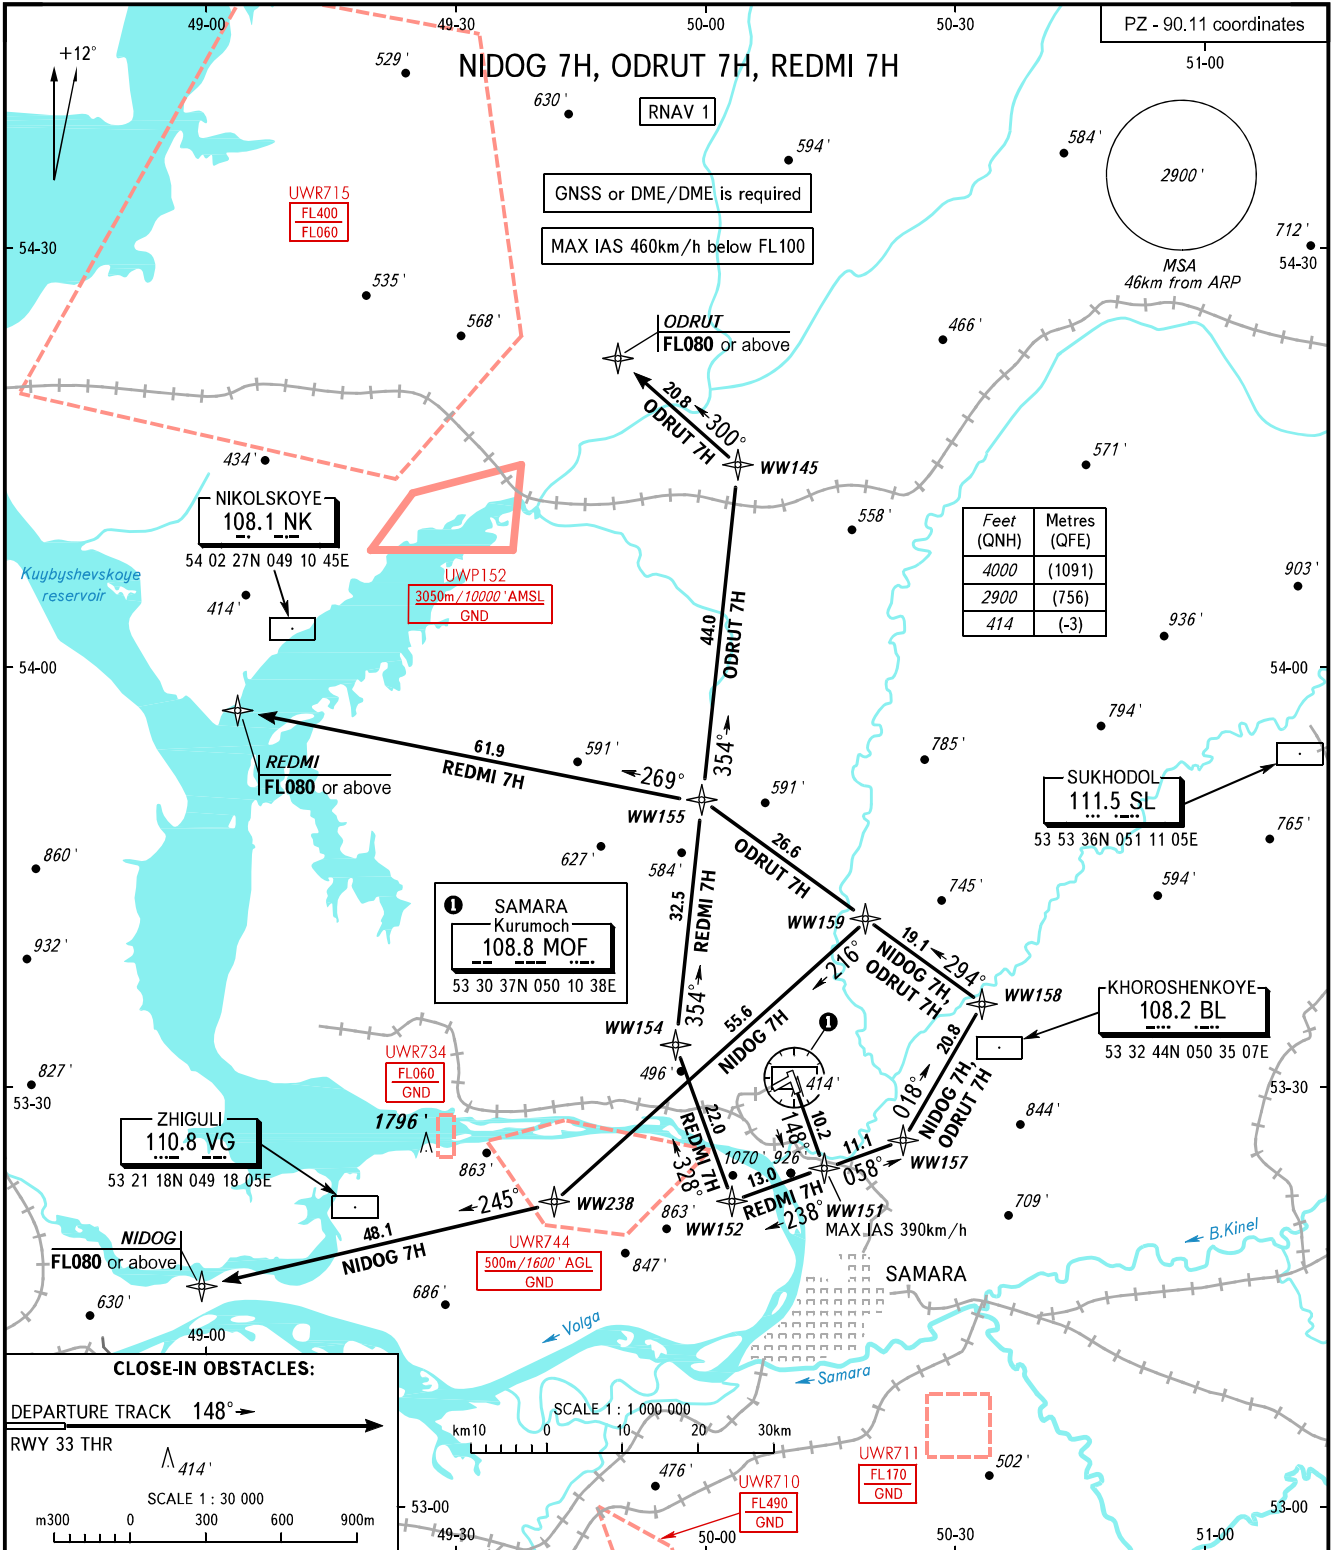 49-00
49-30
50-00
50-30
PZ - 90.11 coordinates
51-00
+12°
NIDOG 7H, ODRUT 7H, REDMI 7H
529'
630'
RNAV 1
594'
584'
2900'
GNSS or DME/DME is required
UWR715
FL400
FL060
MAX IAS 460km/h below FL100
712'
54-30
54-30
MSA
46km from ARP
535'
568'
ODRUT
FL080 or above
466'
20.8
300°
ODRUT 7H
WW145
434'
571'
NIKOLSKOYE
108.1 NK
54 02 27N 049 10 45E
558'
Feet
(QNH)
Metres
(QFE)
4000
(1091)
2900
(756)
414
(-3)
Kuybyshevskoye
reservoir
414'
UWP152
3050m/10000'AMSL
GND
903'
936'
44.0
ODRUT 7H
354°
54-00
54-00
794'
REDMI
FL080 or above
61.9
REDMI 7H
269°
591'
785'
WW155
591'
SUKHODOL
111.5 SL
53 53 36N 051 11 05E
765'
860'
627'
584'
26.6
ODRUT 7H
745'
594'
32.5
REDMI 7H
354°
1
SAMARA
Kurumoch
108.8 MOF
53 30 37N 050 10 38E
932'
WW159
19.1
294°
NIDOG 7H,
ODRUT 7H
216°
55.6
NIDOG 7H
WW158
KHOROSHENKOYE
108.2 BL
53 32 44N 050 35 07E
WW154
1
UWR734
FL060
GND
827'
53-30
53-30
496'
414'
20.8
018°
NIDOG 7H,
ODRUT 7H
844'
ZHIGULI
110.8 VG
53 21 18N 049 18 05E
1796'
863'
22.0
REDMI 7H
328°
10.2
148°
1070'
926'
11.1
058°
WW157
13.0
REDMI 7H
238°
WW151
MAX IAS 390km/h
WW152
863'
709'
245°
WW238
48.1
NIDOG 7H
NIDOG
FL080 or above
UWR744
500m/1600' AGL
GND
847'
B.Kinel
SAMARA
630'
686'
49-00
Volga
Samara
CLOSE-IN OBSTACLES:
DEPARTURE TRACK 148°
RWY 33 THR
414'
SCALE 1 : 30 000
m300 0 300 600 900m
SCALE 1 : 1 000 000
km10 0 10 20 30km
476'
UWR710
FL490
GND
UWR711
FL170
GND
502'
53-00
53-00
49-30
50-00
50-30
51-00